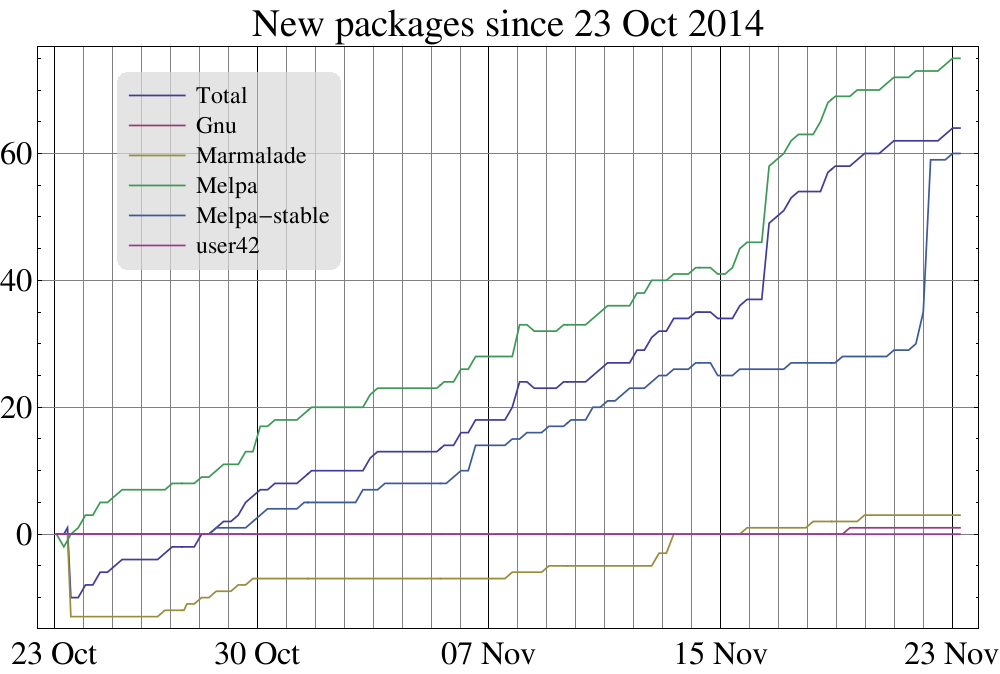 New packages since 23 Oct 2014
Total
Gnu
Marmalade
Melpa
Melpa−stable
user42
60
40
20
0
23 Oct 30 Oct 07 Nov 15 Nov 23 Nov